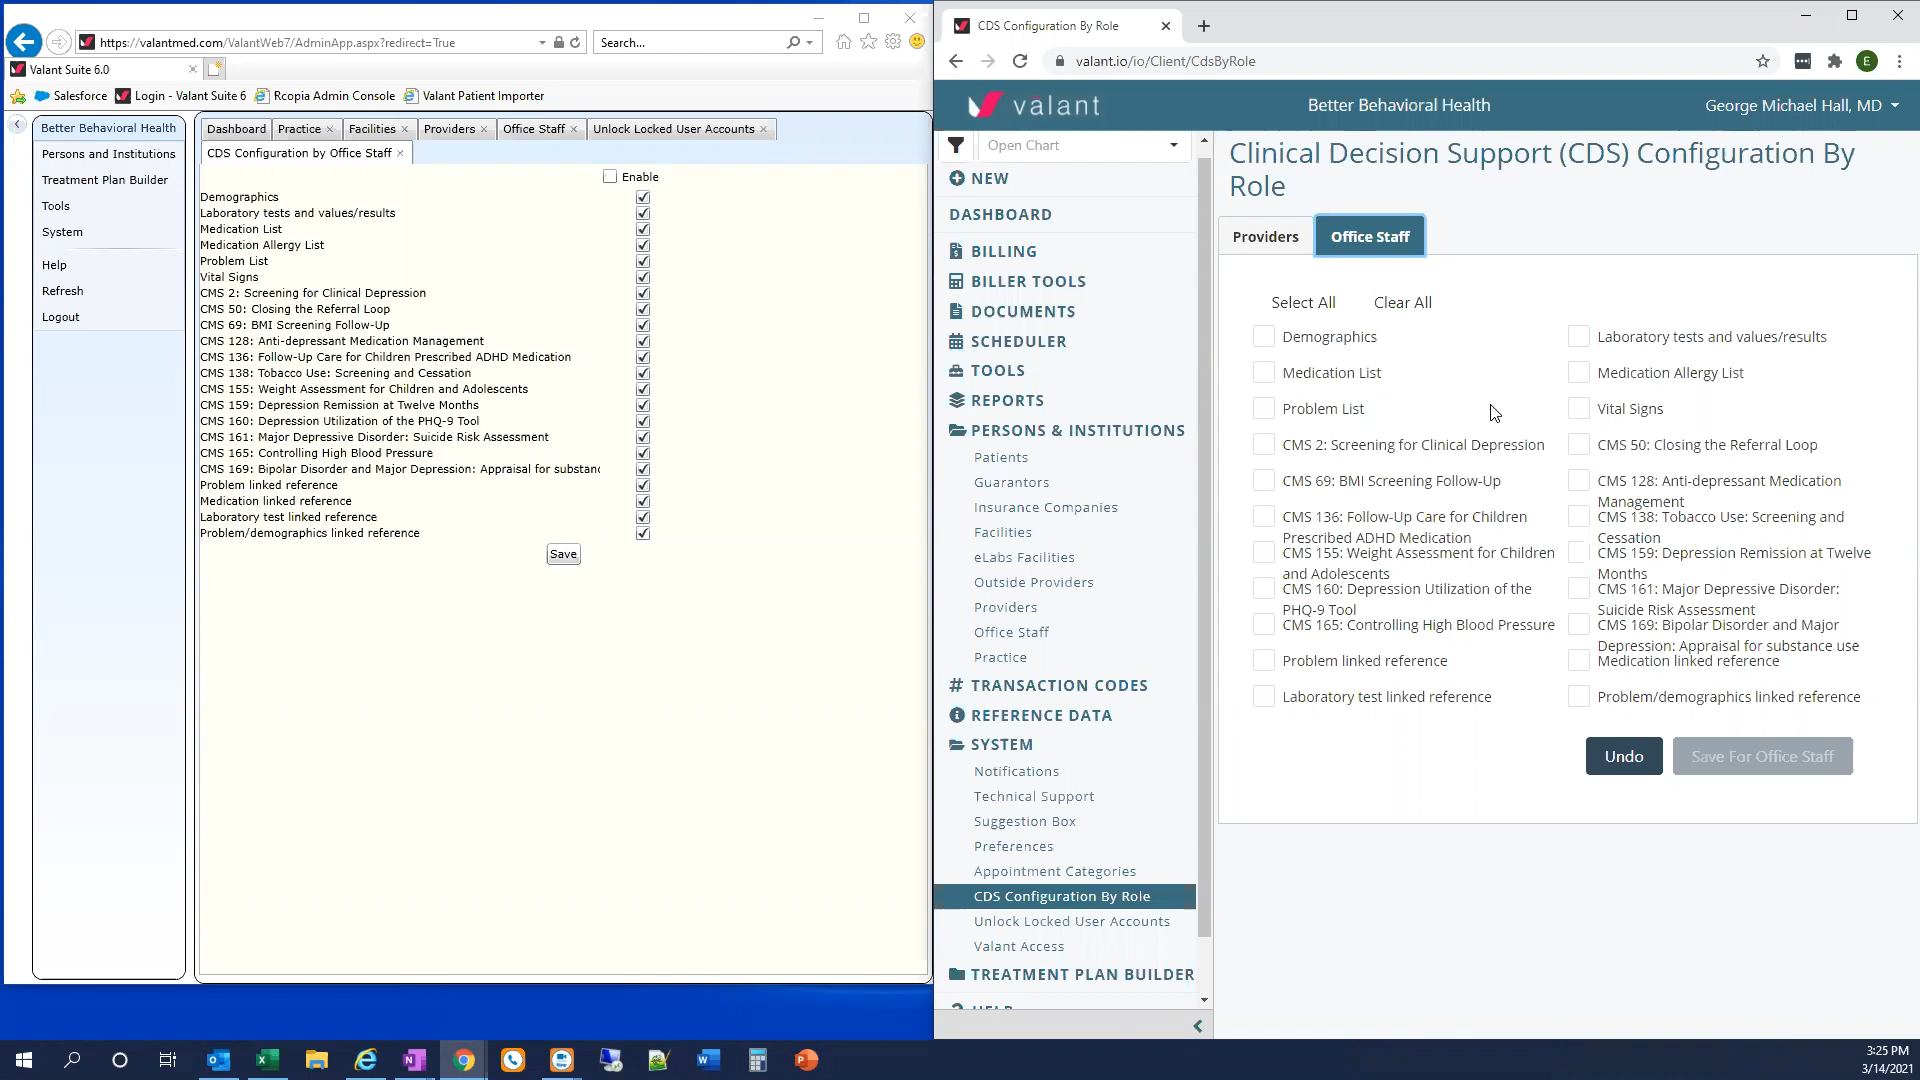 https://valantmed.com/ValantWeb7/AdminApp.aspx?redirect=True
Search...
Valant Suite 6.0
Salesforce
Login - Valant Suite 6
Rcopia Admin Console
Valant Patient Importer
Better Behavioral Health
Persons and Institutions
Treatment Plan Builder
Tools
System
Help
Refresh
Logout
Dashboard
Practice
Facilities
Providers
Office Staff
Unlock Locked User Accounts
CDS Configuration by Office Staff
Enable
Demographics
Laboratory tests and values/results
Medication List
Medication Allergy List
Problem List
Vital Signs
CMS 2: Screening for Clinical Depression
CMS 50: Closing the Referral Loop
CMS 69: BMI Screening Follow-Up
CMS 128: Anti-depressant Medication Management
CMS 136: Follow-Up Care for Children Prescribed ADHD Medication
CMS 138: Tobacco Use: Screening and Cessation
CMS 155: Weight Assessment for Children and Adolescents
CMS 159: Depression Remission at Twelve Months
CMS 160: Depression Utilization of the PHQ-9 Tool
CMS 161: Major Depressive Disorder: Suicide Risk Assessment
CMS 165: Controlling High Blood Pressure
CMS 169: Bipolar Disorder and Major Depression: Appraisal for substanc
Problem linked reference
Medication linked reference
Laboratory test linked reference
Problem/demographics linked reference
Save
CDS Configuration By Role
valant.io/io/Client/CdsByRole
E
valant
Better Behavioral Health
George Michael Hall, MD
Open Chart
NEW
DASHBOARD
BILLING
BILLER TOOLS
DOCUMENTS
SCHEDULER
TOOLS
REPORTS
PERSONS & INSTITUTIONS
Patients
Guarantors
Insurance Companies
Facilities
eLabs Facilities
Outside Providers
Providers
Office Staff
Practice
TRANSACTION CODES
REFERENCE DATA
SYSTEM
Notifications
Technical Support
Suggestion Box
Preferences
Appointment Categories
CDS Configuration By Role
Unlock Locked User Accounts
Valant Access
TREATMENT PLAN BUILDER
HELP
Clinical Decision Support (CDS) Configuration By
Role
Providers
Office Staff
Select All
Clear All
Demographics
Laboratory tests and values/results
Medication List
Medication Allergy List
Problem List
Vital Signs
CMS 2: Screening for Clinical Depression
CMS 50: Closing the Referral Loop
CMS 69: BMI Screening Follow-Up
CMS 128: Anti-depressant Medication
Management
CMS 136: Follow-Up Care for Children
Prescribed ADHD Medication
CMS 138: Tobacco Use: Screening and
Cessation
CMS 155: Weight Assessment for Children
and Adolescents
CMS 159: Depression Remission at Twelve
Months
CMS 160: Depression Utilization of the
PHQ-9 Tool
CMS 161: Major Depressive Disorder:
Suicide Risk Assessment
CMS 165: Controlling High Blood Pressure
CMS 169: Bipolar Disorder and Major
Depression: Appraisal for substance use
Problem linked reference
Medication linked reference
Laboratory test linked reference
Problem/demographics linked reference
Undo
Save For Office Staff
3:25 PM
3/14/2021